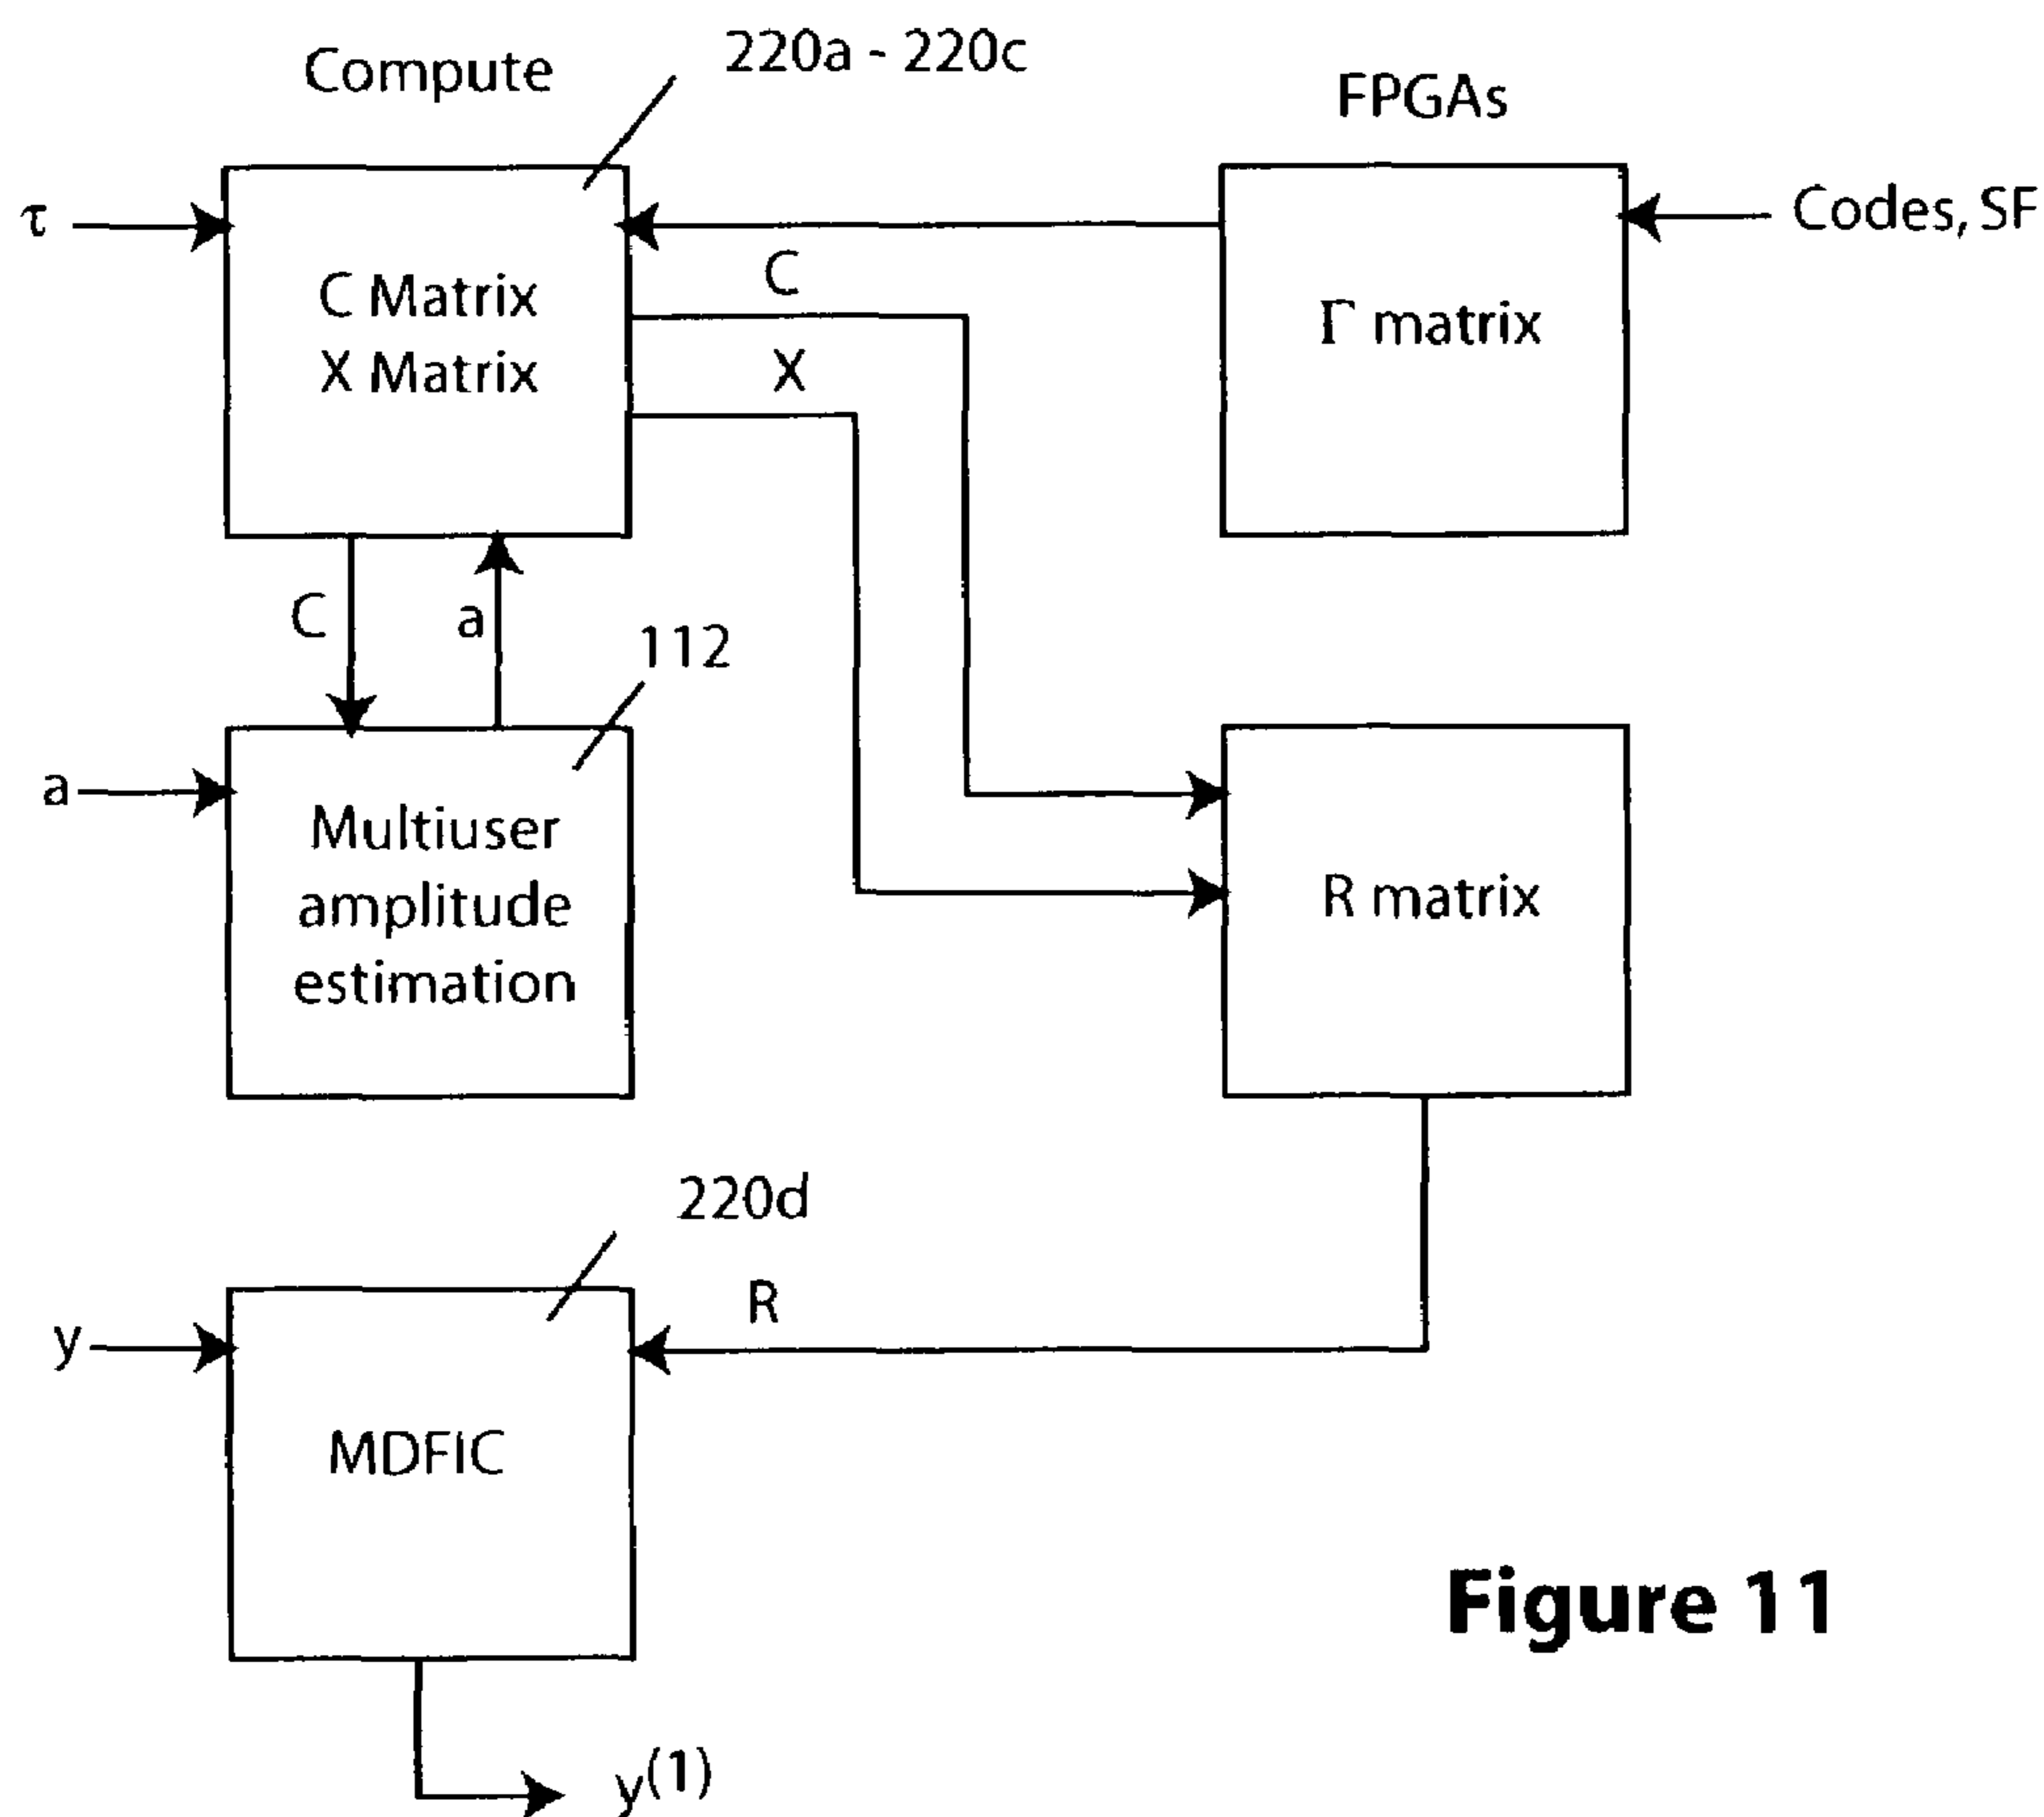 Compute
220a - 220c
FPGAs
τ
Codes, SF
C Matrix
X Matrix
C
X
Γ matrix
C
a
112
a
Multiuser
amplitude
estimation
R matrix
220d
R
y
MDFIC
Figure 11
y(1)